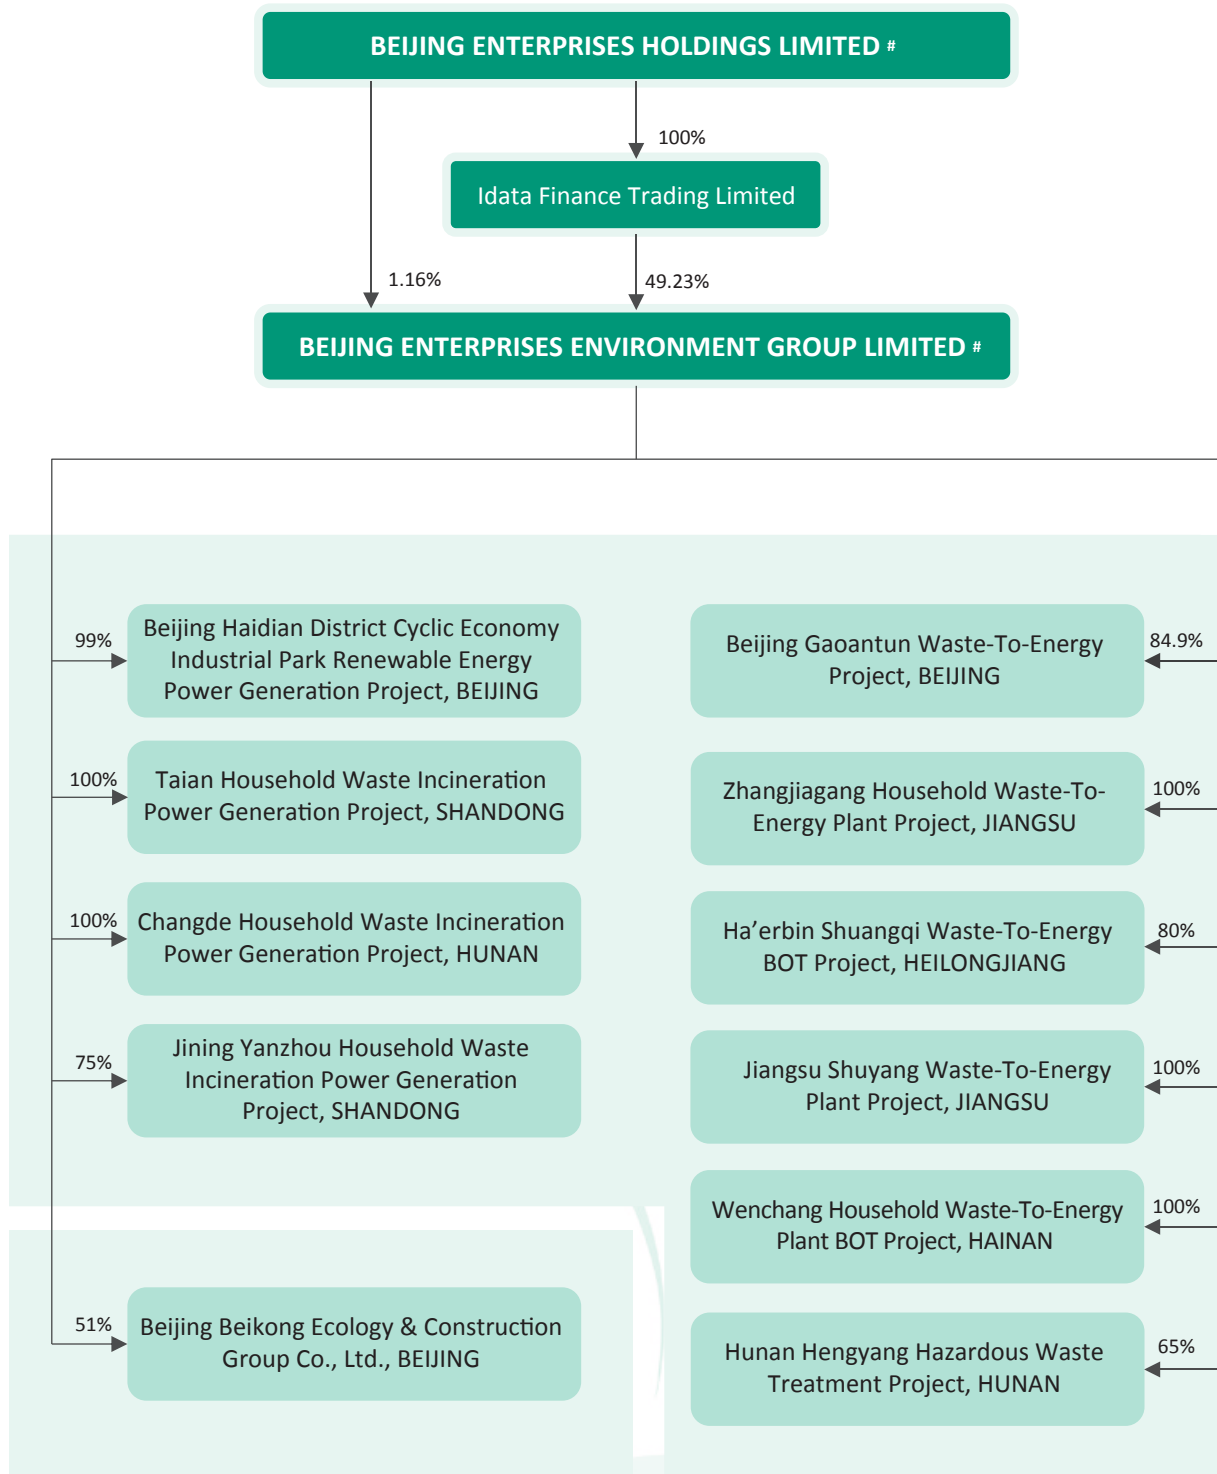 BEIJING ENTERPRISES HOLDINGS LIMITED #
100%
Idata Finance Trading Limited
1.16%
49.23%
BEIJING ENTERPRISES ENVIRONMENT GROUP LIMITED #
99%
Beijing Haidian District Cyclic Economy
Industrial Park Renewable Energy
Power Generation Project, BEIJING
100%
Taian Household Waste Incineration
Power Generation Project, SHANDONG
100%
Changde Household Waste Incineration
Power Generation Project, HUNAN
75%
Jining Yanzhou Household Waste
Incineration Power Generation
Project, SHANDONG
51%
Beijing Beikong Ecology & Construction
Group Co., Ltd., BEIJING
Beijing Gaoantun Waste-To-Energy
Project, BEIJING
84.9%
Zhangjiagang Household Waste-To-
Energy Plant Project, JIANGSU
100%
Ha’erbin Shuangqi Waste-To-Energy
BOT Project, HEILONGJIANG
80%
Jiangsu Shuyang Waste-To-Energy
Plant Project, JIANGSU
100%
Wenchang Household Waste-To-Energy
Plant BOT Project, HAINAN
100%
Hunan Hengyang Hazardous Waste
Treatment Project, HUNAN
65%